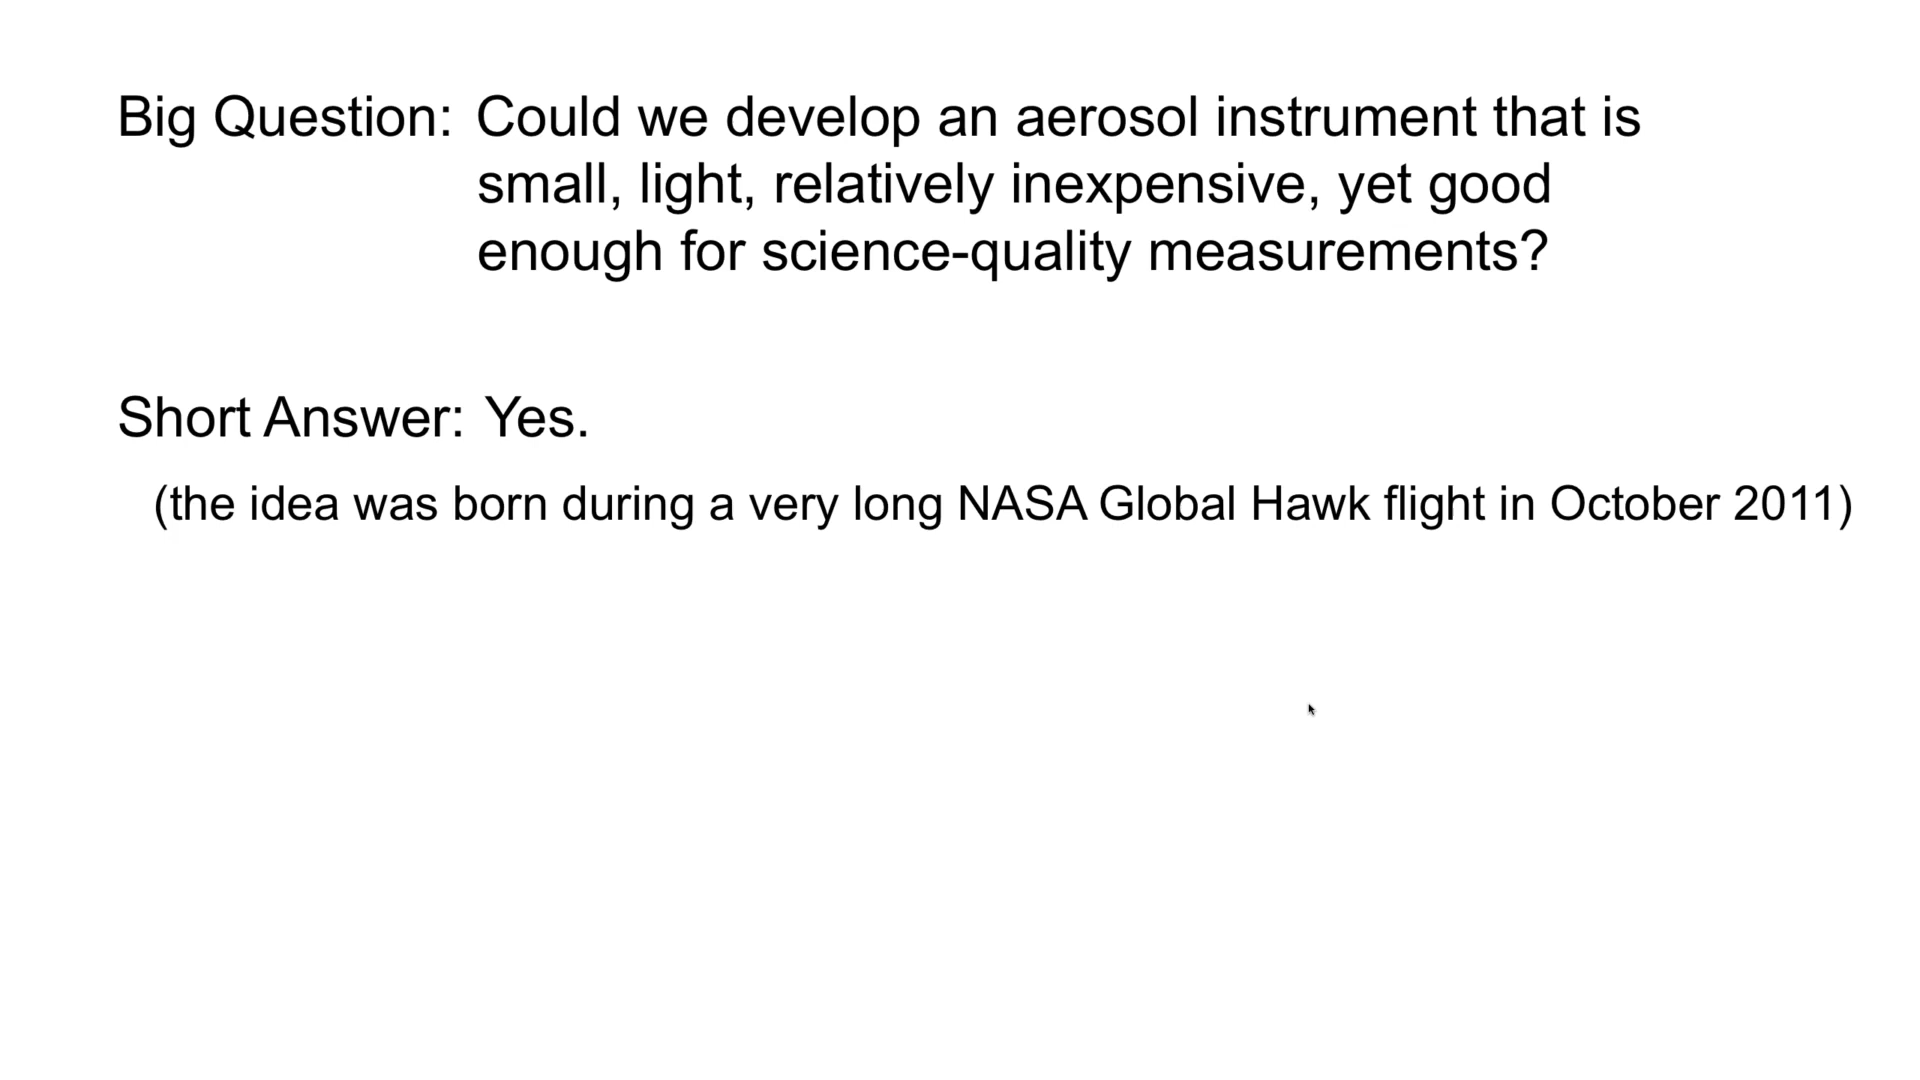 Big Question: Could we develop an aerosol instrument that is
small, light, relatively inexpensive, yet good
enough for science-quality measurements?
Short Answer: Yes.
(the idea was born during a very long NASA Global Hawk flight in October 2011)